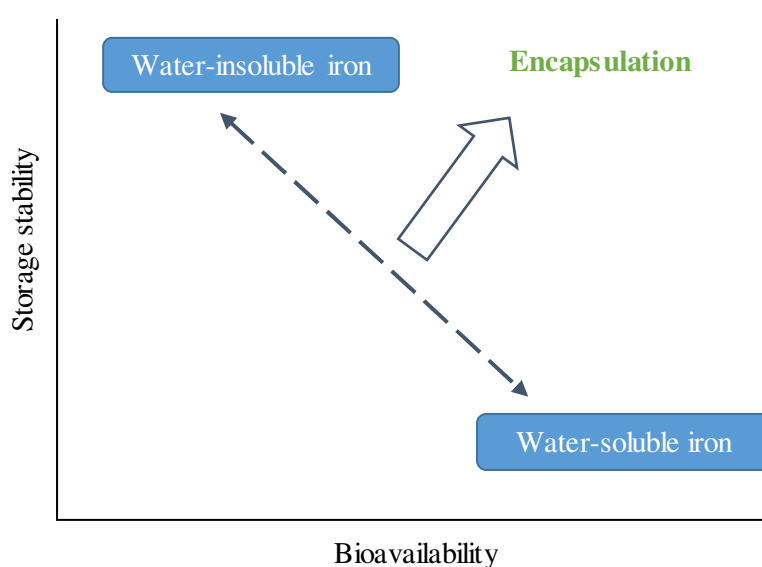 Water-insoluble iron
Encapsulation
Storage stability
Water-soluble iron
Bioavailability